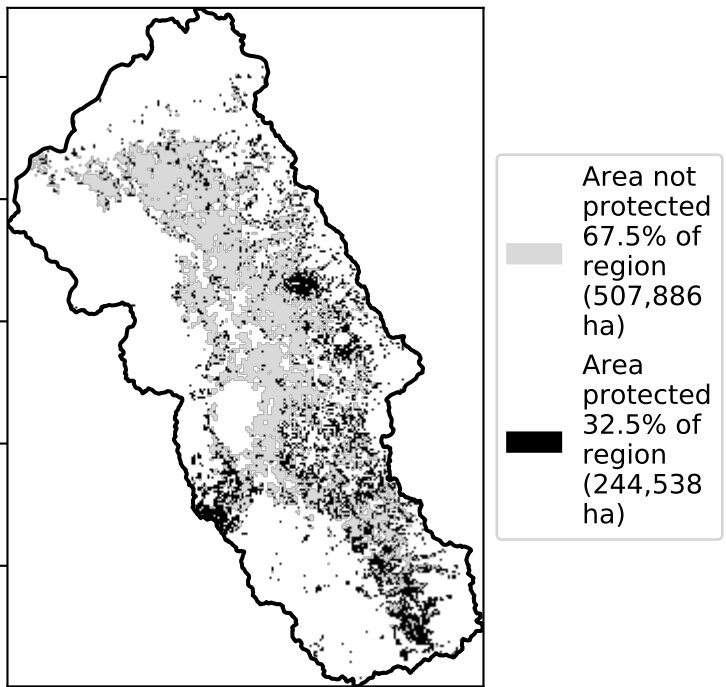 Area not
protected
67.5% of
region
(507,886
ha)
Area
protected
32.5% of
region
(244,538
ha)